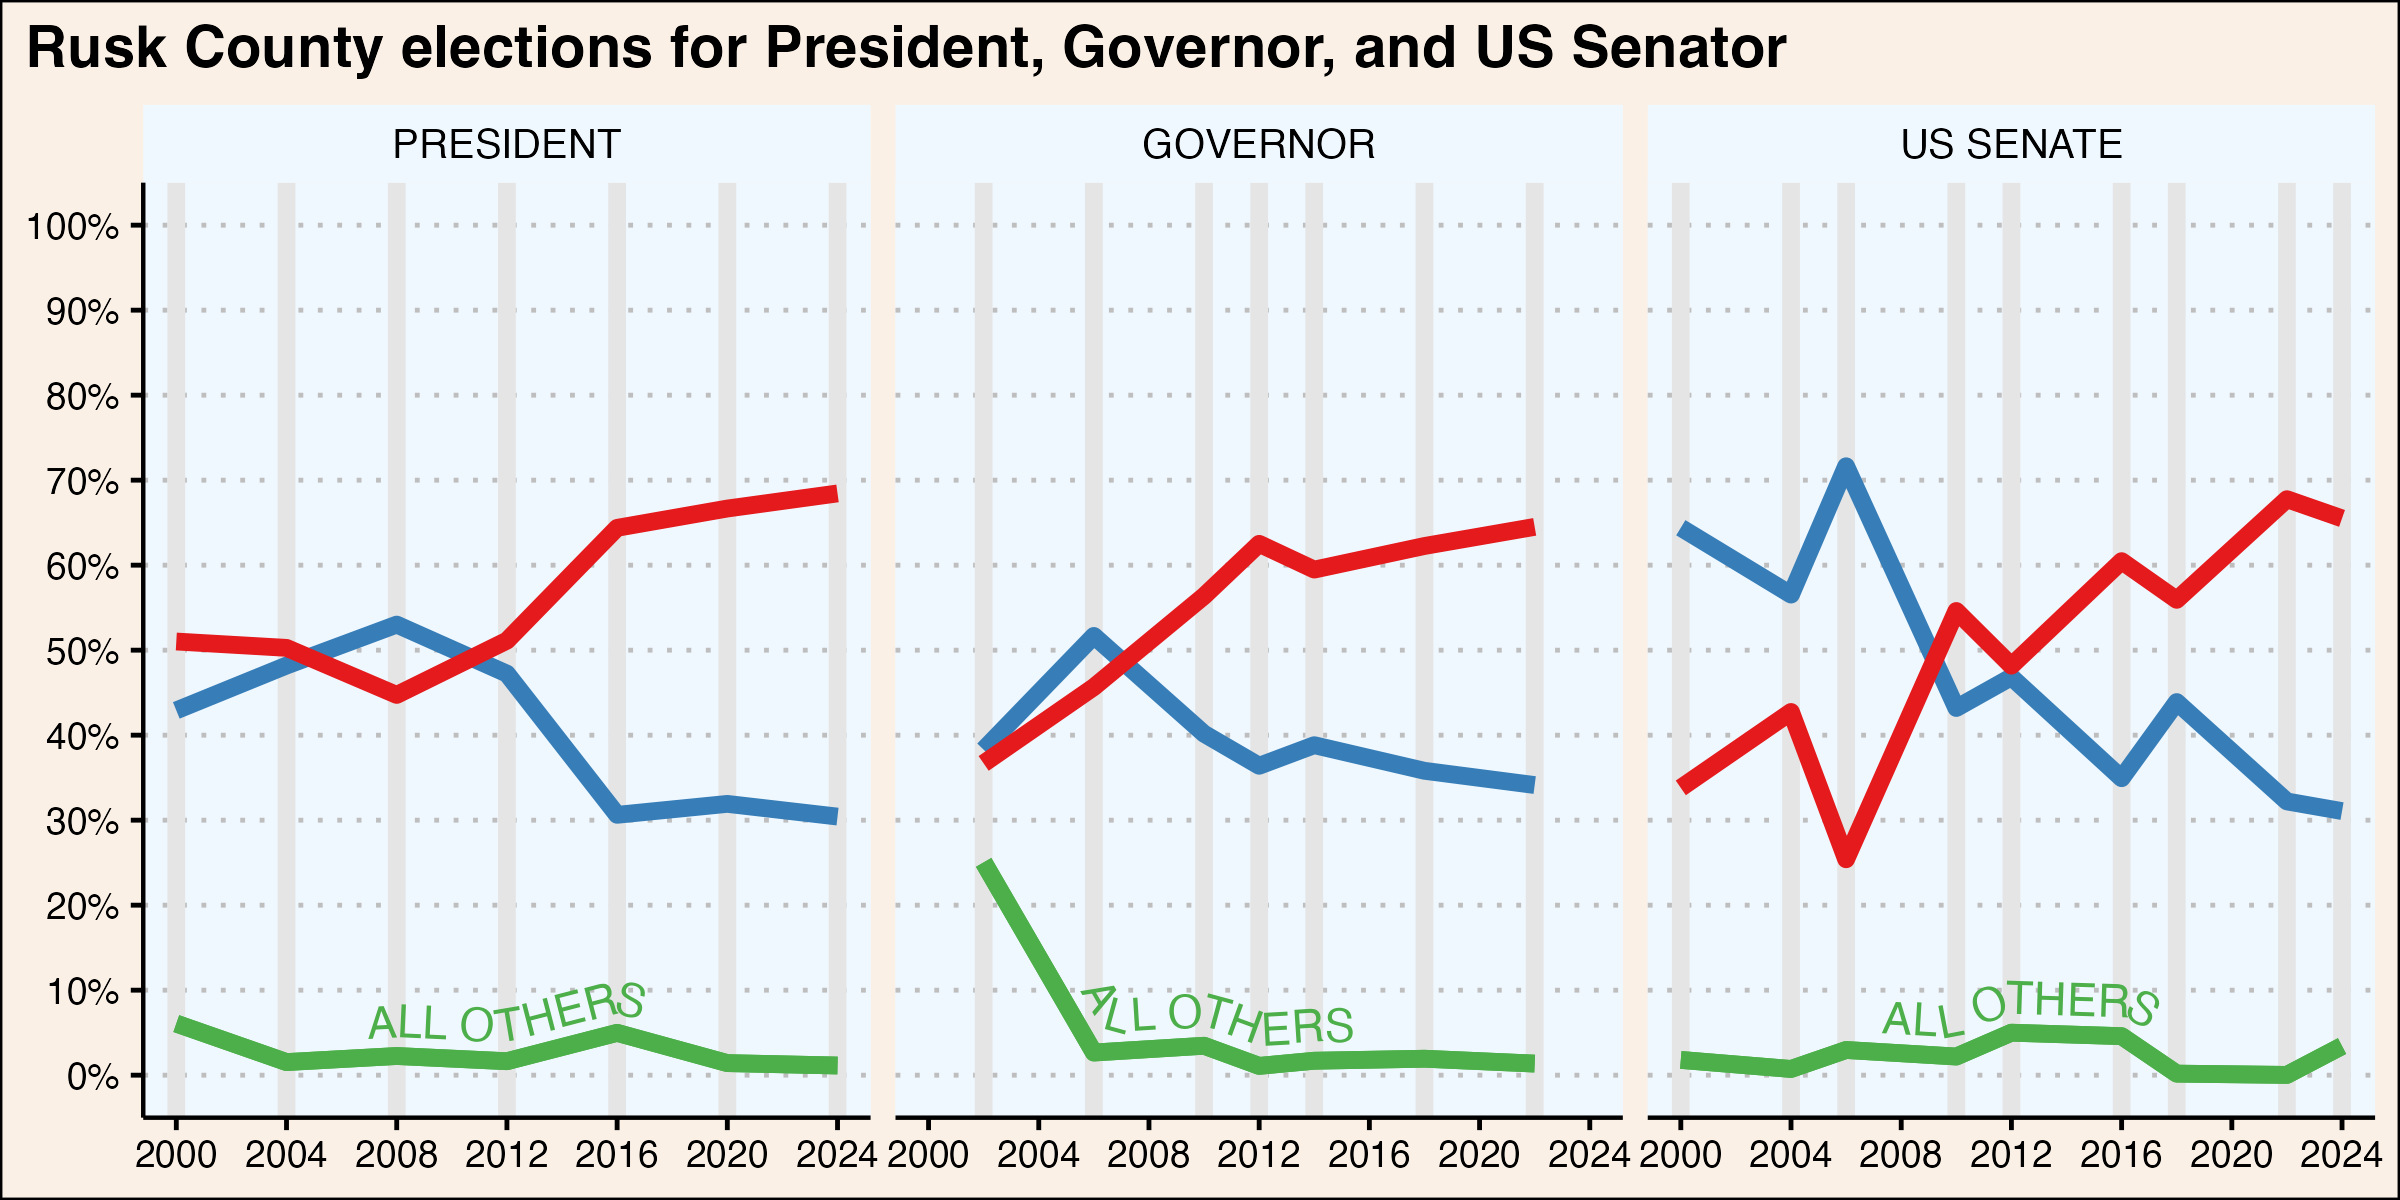 Rusk County elections for President, Governor, and US Senator
PRESIDENT
GOVERNOR
US SENATE
100%
90%
80%
70%
60%
50%
40%
30%
20%
10%
0%
ALL OTHERS
ALL OTHERS
ALL OTHERS
2000 2004 2008 2012 2016 2020 2024
2000 2004 2008 2012 2016 2020 2024
2000 2004 2008 2012 2016 2020 2024